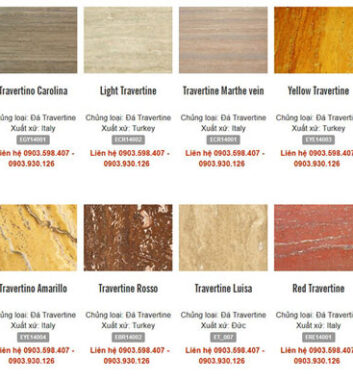 Travertino Carolina
Chủng loại: Đá Travertine
Xuất xứ: Italy
EGY14001
Liên hệ 0903.598.407 -
0903.930.126
Light Travertine
Chủng loại: Đá Travertine
Xuất xứ: Turkey
ECR14002
Liên hệ 0903.598.407 -
0903.930.126
Travertine Marthe vein
Chủng loại: Đá Travertine
Xuất xứ: Italy
ECR14001
Liên hệ 0903.598.407 -
0903.930.126
Yellow Travertine
Chủng loại: Đá Travertine
Xuất xứ: Turkey
EYE14003
Liên hệ 0903.598.407 -
0903.930.126
Travertino Amarillo
Chủng loại: Đá Travertine
Xuất xứ: Italy
EYE14004
Liên hệ 0903.598.407 -
0903.930.126
Travertine Rosso
Chủng loại: Đá Travertine
Xuất xứ: Turkey
EBR14002
Liên hệ 0903.598.407 -
0903.930.126
Travertine Luisa
Chủng loại: Đá Travertine
Xuất xứ: Đức
ET_007
Liên hệ 0903.598.407 -
0903.930.126
Red Travertine
Chủng loại: Đá Travertine
Xuất xứ: Italy
ERE14001
Liên hệ 0903.598.407 -
0903.930.126